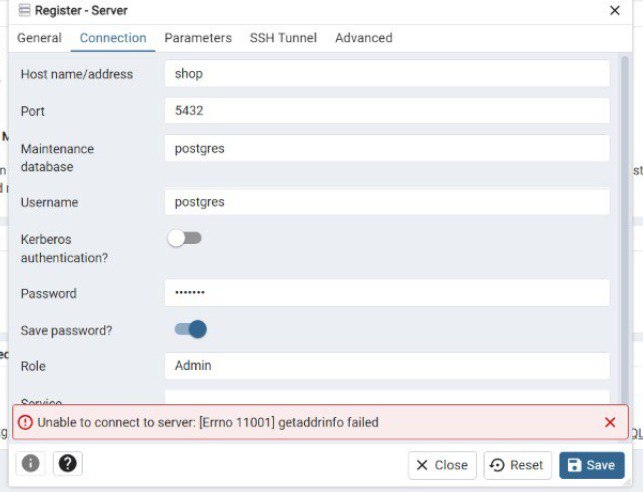 Register - Server
General Connection Parameters SSH Tunnel Advanced
Host name/address shop
Port 5432
Maintenance database postgres
Username postgres
Kerberos authentication?
Password •••••••
Save password?
Role Admin
Service
Unable to connect to server: [Errno 11001] getaddrinfo failed
Close Reset Save